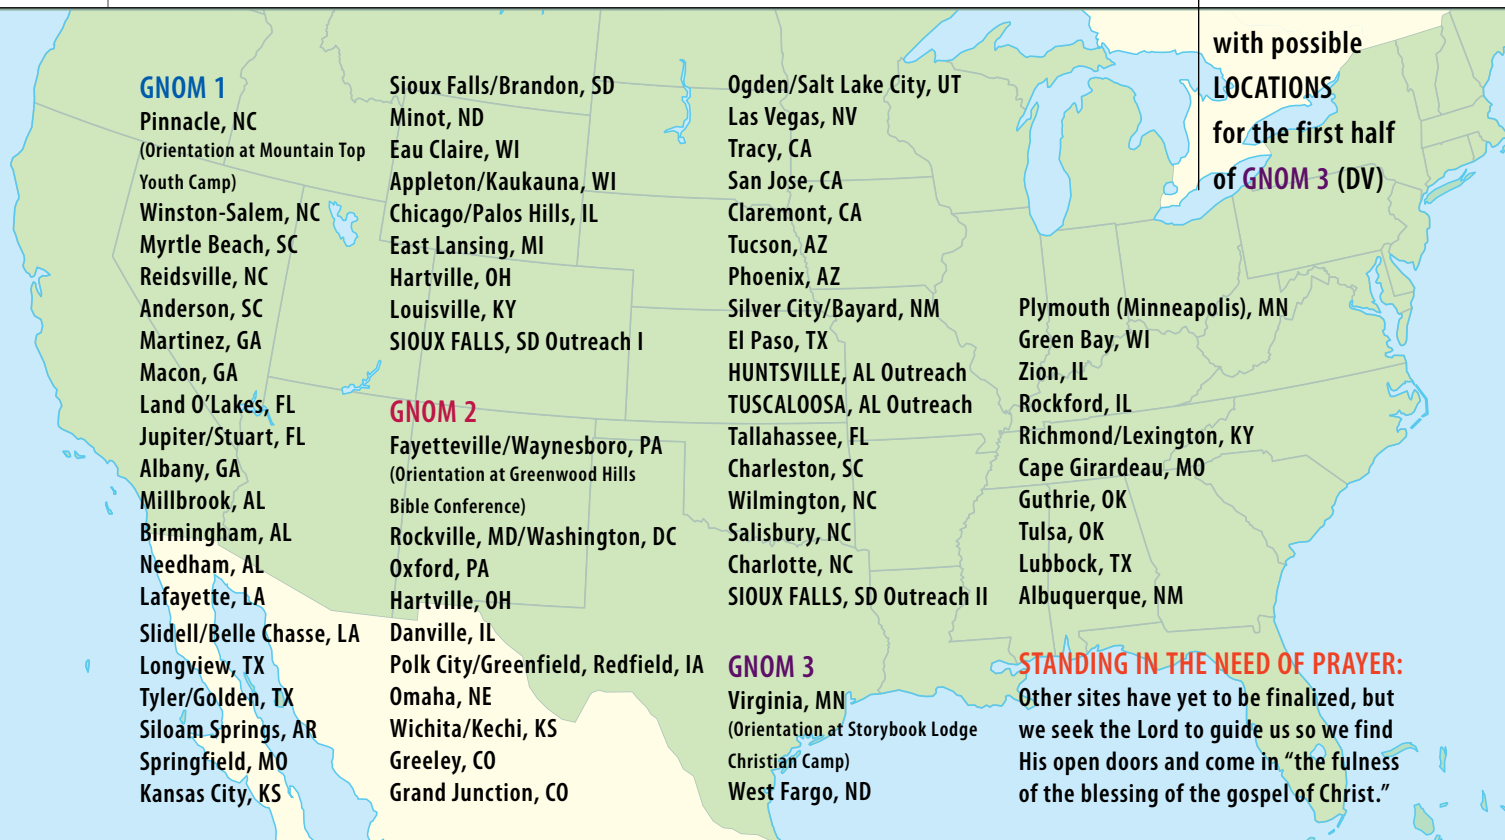 GNOM 1
Pinnacle, NC
(Orientation at Mountain Top
Youth Camp)
Winston-Salem, NC
Myrtle Beach, SC
Reidsville, NC
Anderson, SC
Martinez, GA
Macon, GA
Land O’Lakes, FL
Jupiter/Stuart, FL
Albany, GA
Millbrook, AL
Birmingham, AL
Needham, AL
Lafayette, LA
Slidell/Belle Chasse, LA
Longview, TX
Tyler/Golden, TX
Siloam Springs, AR
Springfield, MO
Kansas City, KS
Sioux Falls/Brandon, SD
Minot, ND
Eau Claire, WI
Appleton/Kaukauna, WI
Chicago/Palos Hills, IL
East Lansing, MI
Hartville, OH
Louisville, KY
SIOUX FALLS, SD Outreach I
GNOM 2
Fayetteville/Waynesboro, PA
(Orientation at Greenwood Hills
Bible Conference)
Rockville, MD/Washington, DC
Oxford, PA
Hartville, OH
Danville, IL
Polk City/Greenfield, Redfield, IA
Omaha, NE
Wichita/Kechi, KS
Greeley, CO
Grand Junction, CO
Ogden/Salt Lake City, UT
Las Vegas, NV
Tracy, CA
San Jose, CA
Claremont, CA
Tucson, AZ
Phoenix, AZ
Silver City/Bayard, NM
El Paso, TX
HUNTSVILLE, AL Outreach
TUSCALOOSA, AL Outreach
Tallahassee, FL
Charleston, SC
Wilmington, NC
Salisbury, NC
Charlotte, NC
SIOUX FALLS, SD Outreach II
GNOM 3
Virginia, MN
(Orientation at Storybook Lodge
Christian Camp)
West Fargo, ND
with possible
LOCATIONS
for the first half
of GNOM 3 (DV)
Plymouth (Minneapolis), MN
Green Bay, WI
Zion, IL
Rockford, IL
Richmond/Lexington, KY
Cape Girardeau, MO
Guthrie, OK
Tulsa, OK
Lubbock, TX
Albuquerque, NM
STANDING IN THE NEED OF PRAYER:
Other sites have yet to be finalized, but
we seek the Lord to guide us so we find
His open doors and come in “the fulness
of the blessing of the gospel of Christ.”